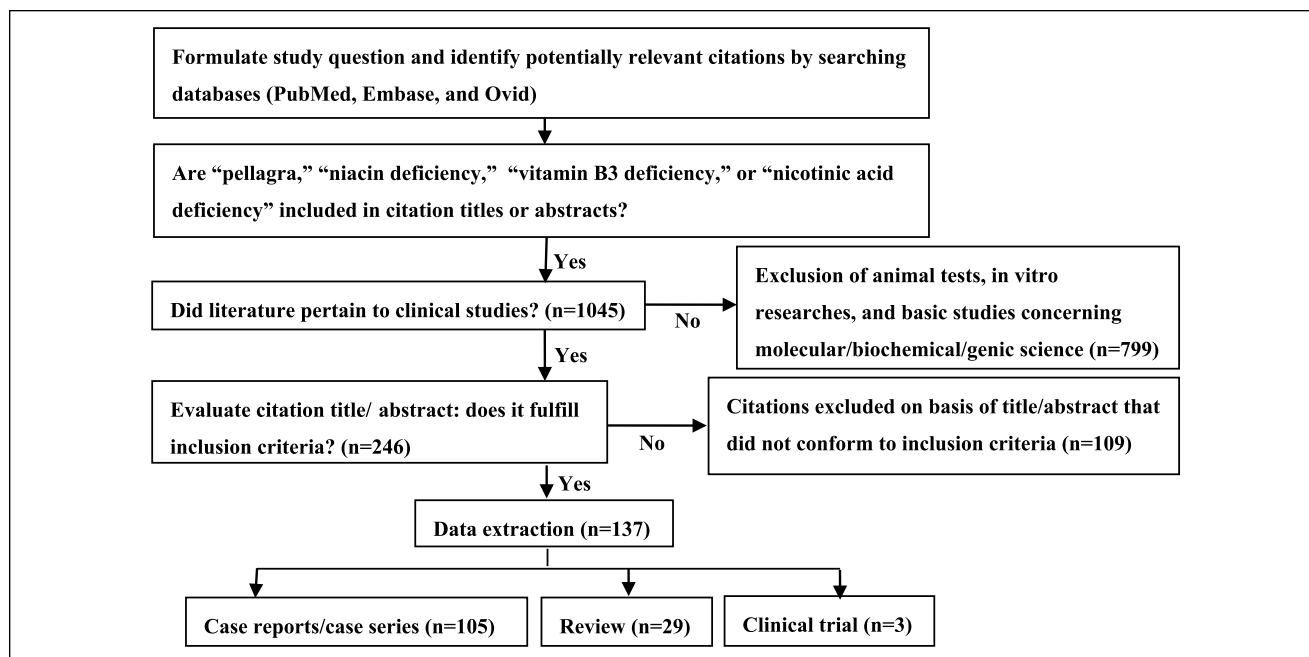 Formulate study question and identify potentially relevant citations by searching
databases (PubMed, Embase, and Ovid)
Are “pellagra,” “niacin deficiency,” “vitamin B3 deficiency,” or “nicotinic acid
deficiency” included in citation titles or abstracts?
Yes
Did literature pertain to clinical studies? (n=1045)
No
Exclusion of animal tests, in vitro
researches, and basic studies concerning
molecular/biochemical/genic science (n=799)
Yes
Evaluate citation title/ abstract: does it fulfill
inclusion criteria? (n=246)
No
Citations excluded on basis of title/abstract that
did not conform to inclusion criteria (n=109)
Yes
Data extraction (n=137)
Case reports/case series (n=105)
Review (n=29)
Clinical trial (n=3)